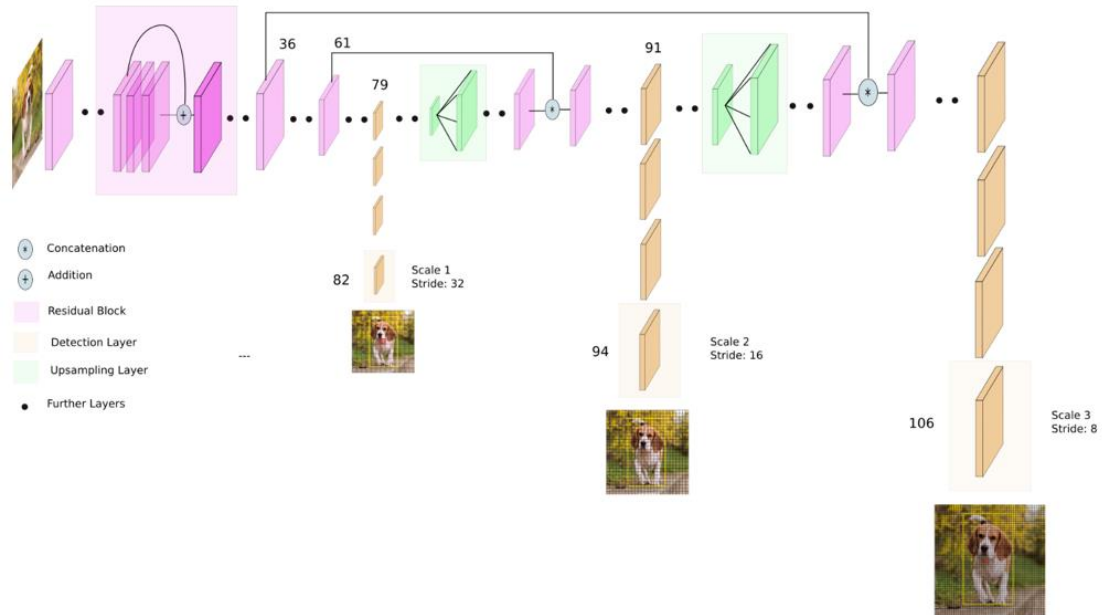 36
61
91
79
82
Scale 1
Stride: 32
94
Scale 2
Stride: 16
106
Scale 3
Stride: 8
* Concatenation
+ Addition
Residual Block
Detection Layer
Upsampling Layer
Further Layers
---
+
*
*